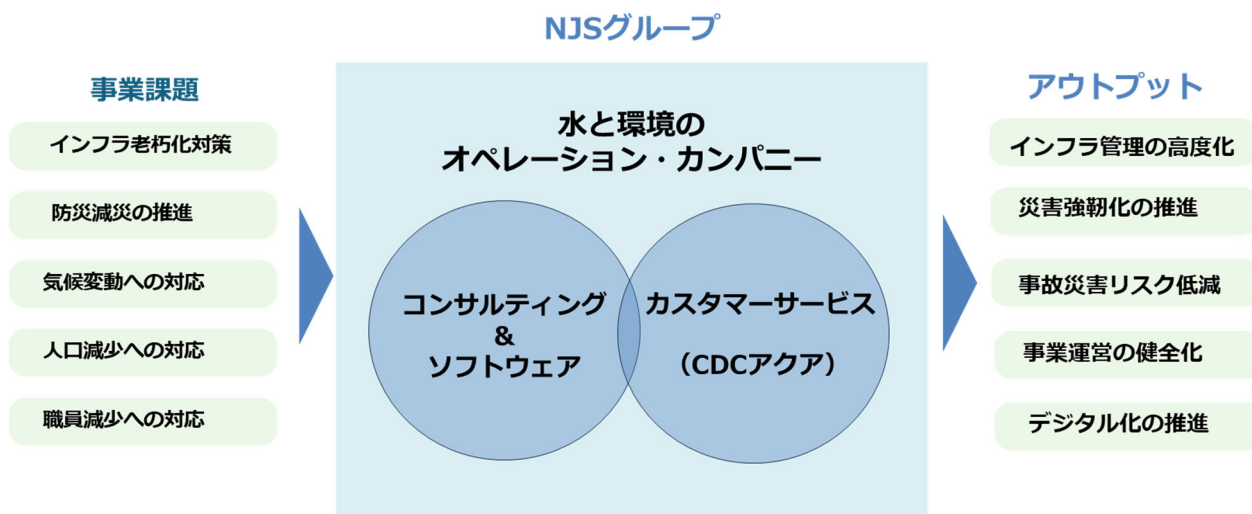 NJSグループ
事業課題
インフラ老朽化対策
防災減災の推進
気候変動への対応
人口減少への対応
職員減少への対応
水と環境の
オペレーション・カンパニー
コンサルティング
&
ソフトウェア
カスタマーサービス
（CDCアクア）
アウトプット
インフラ管理の高度化
災害強靭化の推進
事故災害リスク低減
事業運営の健全化
デジタル化の推進